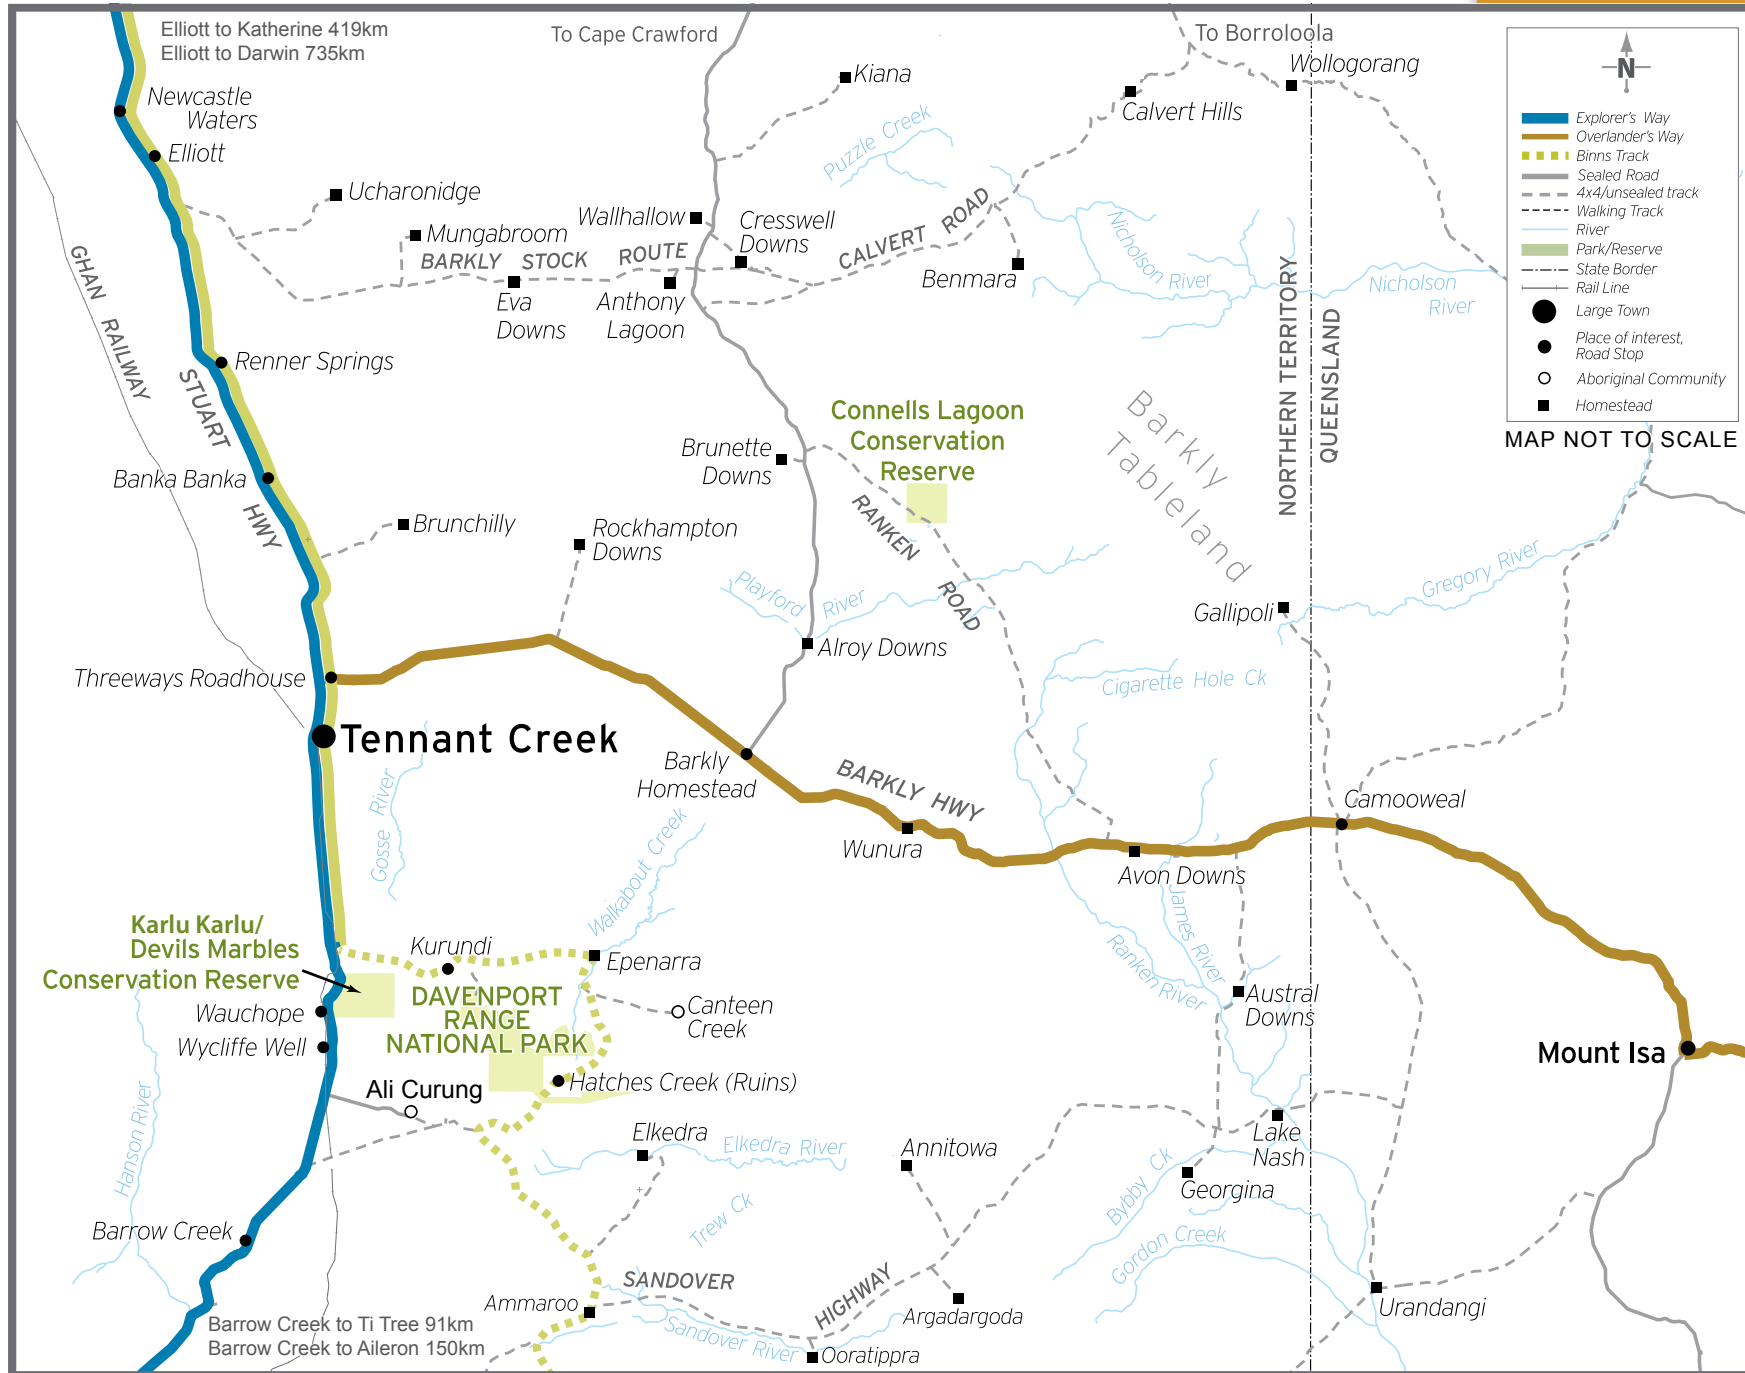 Elliott to Katherine 419km
Elliott to Darwin 735km
To Cape Crawford
To Borroloola
Kiana
Wollogorang
Calvert Hills
Newcastle
Waters
Elliott
Puzzle Creek
Ucharonidge
Wallhallow
Cresswell
Downs
Mungabroom
BARKLY STOCK ROUTE
CALVERT ROAD
Nicholson River
Nicholson
River
Benmara
Eva
Downs
Anthony
Lagoon
GHAN RAILWAY
Renner Springs
STUART HWY
NORTHERN TERRITORY
QUEENSLAND
Barkly
Tableland
Connells Lagoon
Conservation
Reserve
Brunette
Downs
Banka Banka
Brunchilly
Rockhampton
Downs
RANKEN ROAD
Playford River
Gregory River
Gallipoli
Alroy Downs
Threeways Roadhouse
Cigarette Hole Ck
Tennant Creek
Barkly
Homestead
BARKLY HWY
Camooweal
Gosse River
Walkabout Creek
Wunura
Avon Downs
James River
Ranken River
Karlu Karlu/
Devils Marbles
Conservation Reserve
Kurundi
Epenarra
DAVENPORT
RANGE
NATIONAL PARK
Canteen
Creek
Austral
Downs
Wauchope
Wycliffe Well
Mount Isa
Hatches Creek (Ruins)
Ali Curung
Hanson River
Elkedra
Elkedra River
Annitowa
Lake
Nash
Bybby Ck
Georgina
Trew Ck
Gordon Creek
Barrow Creek
SANDOVER HIGHWAY
Ammaroo
Sandover River
Argadargoda
Urandangi
Ooratippra
Barrow Creek to Ti Tree 91km
Barrow Creek to Aileron 150km
N
Explorer's Way
Overlander's Way
Binns Track
Sealed Road
4x4/unsealed track
Walking Track
River
Park/Reserve
State Border
Rail Line
Large Town
Place of interest,
Road Stop
Aboriginal Community
Homestead
MAP NOT TO SCALE